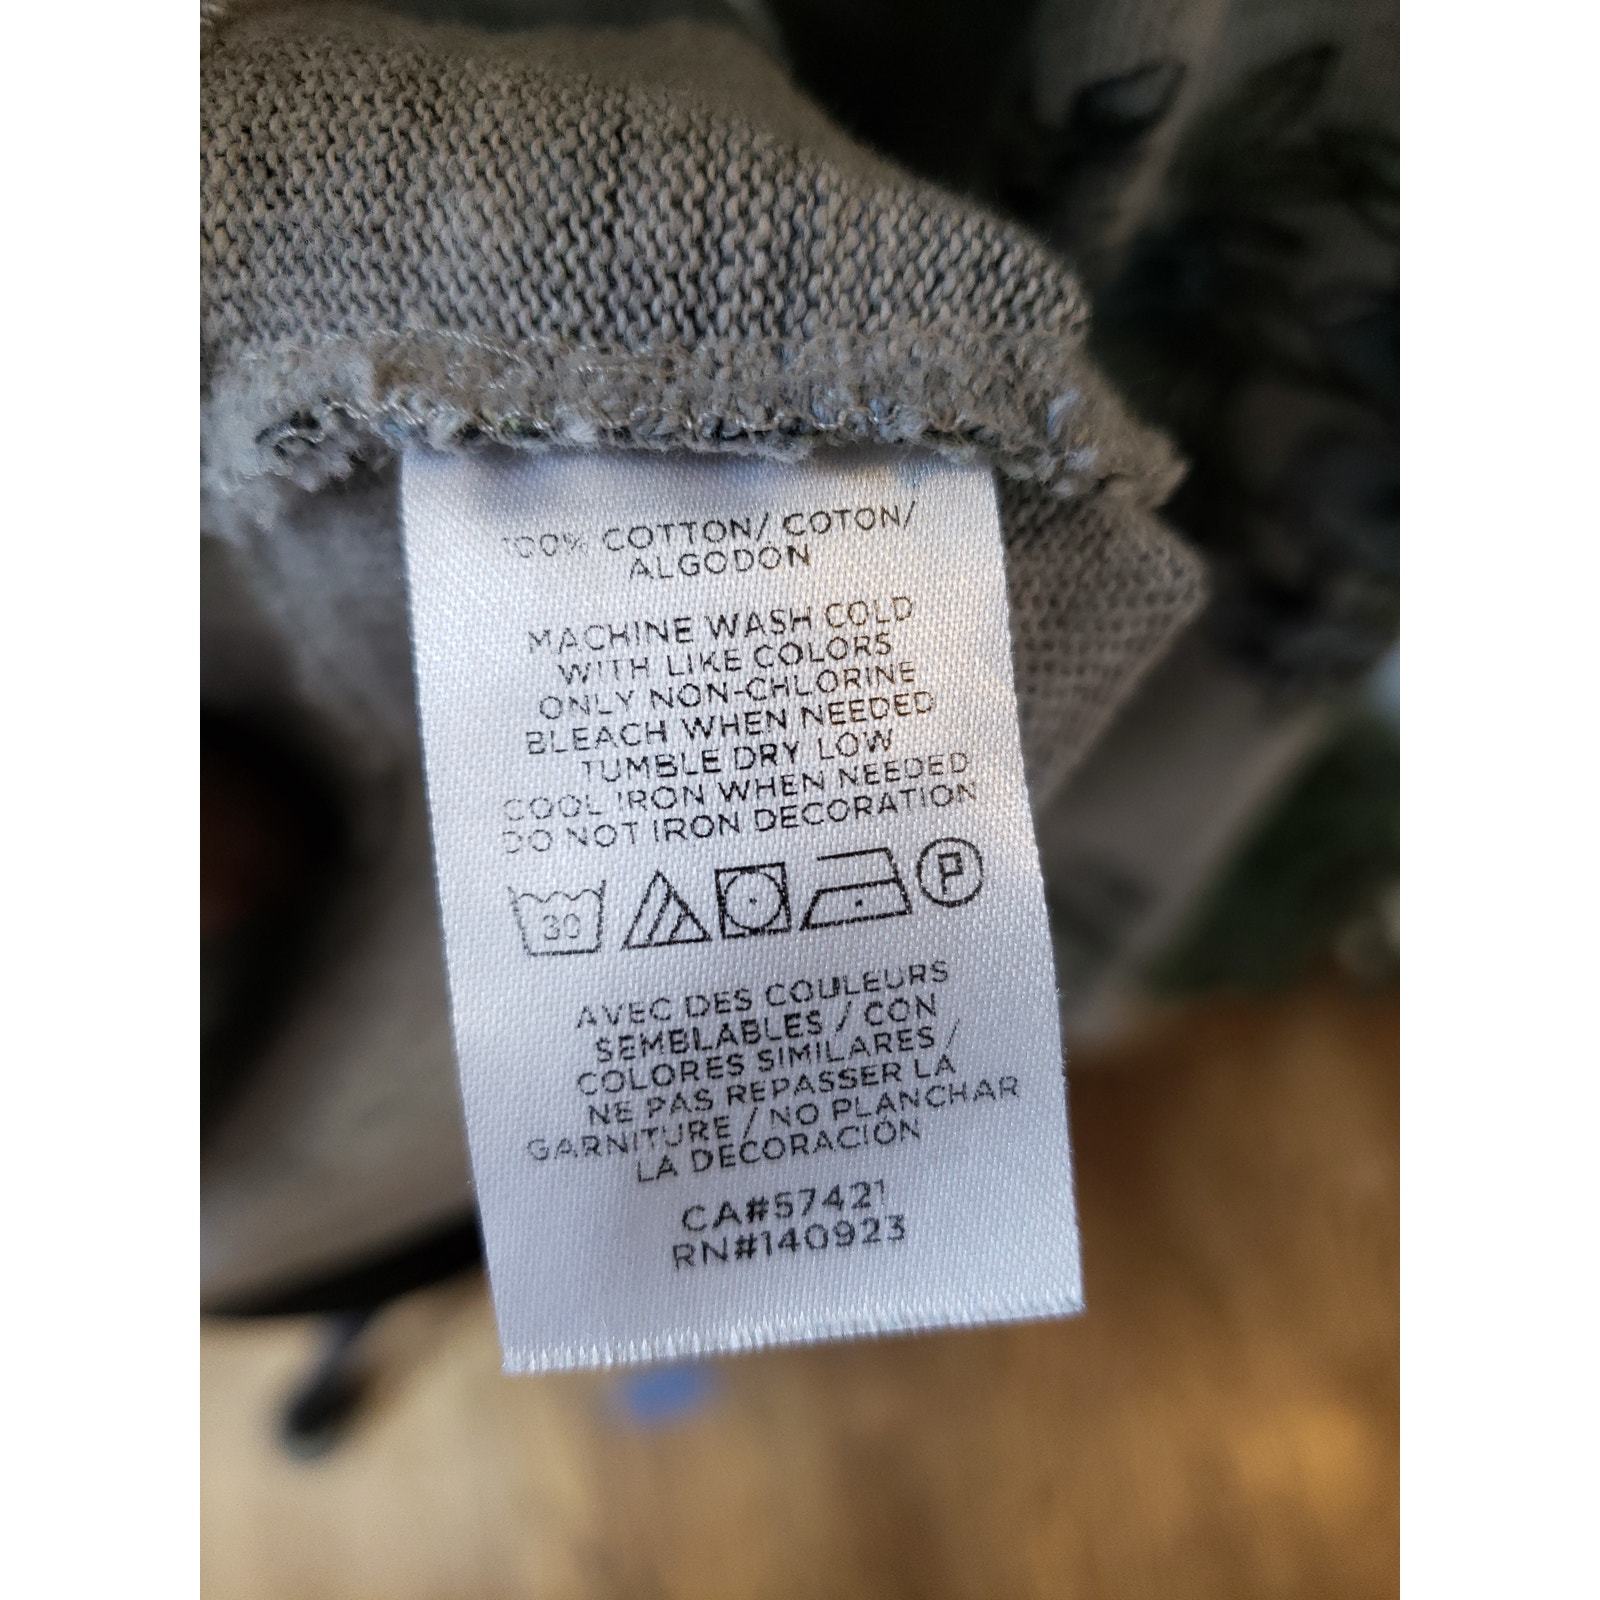 100% COTTON/ COTON/
ALGODÓN
MACHINE WASH COLD
WITH LIKE COLORS
ONLY NON-CHLORINE
BLEACH WHEN NEEDED
TUMBLE DRY LOW
COOL IRON WHEN NEEDED
DO NOT IRON DECORATION
30 P
AVEC DES COULEURS
SEMBLABLES / CON
COLORES SIMILARES /
NE PAS REPASSER LA
GARNITURE / NO PLANCHAR
LA DECORACIÓN
CA#57421
RN#140923